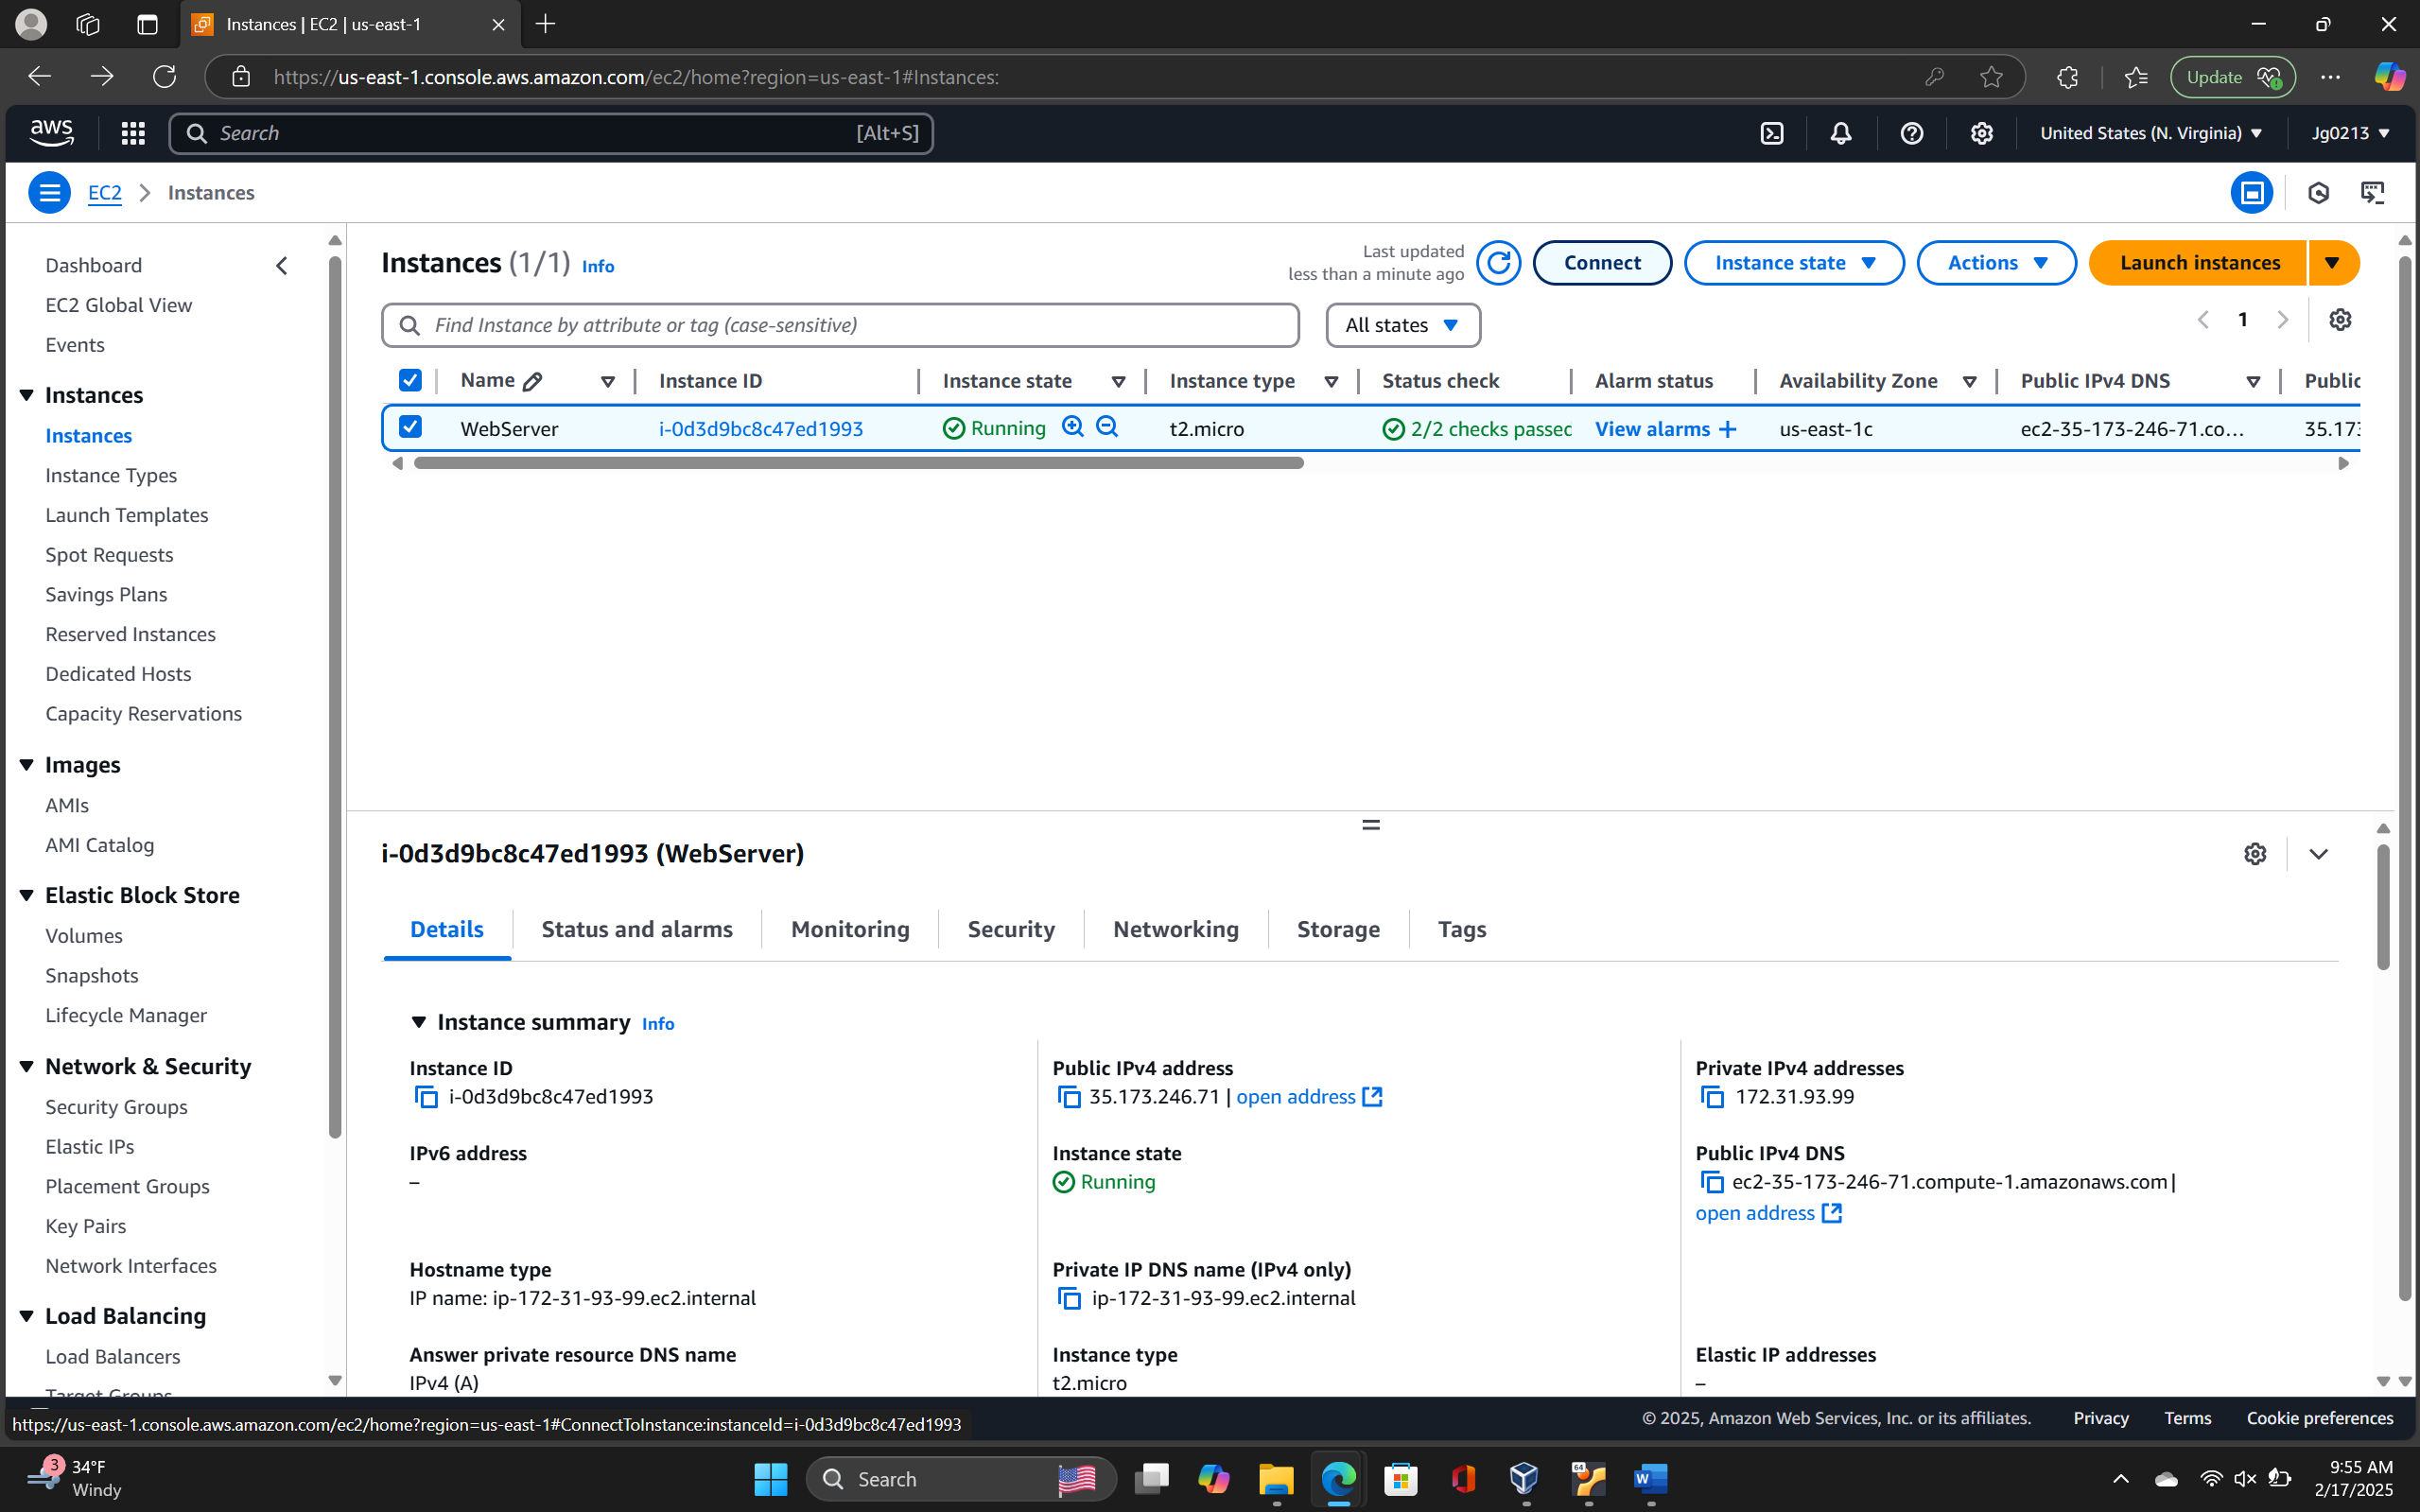 Instances | EC2 | us-east-1
https://us-east-1.console.aws.amazon.com/ec2/home?region=us-east-1#Instances:
Update
aws
Search
[Alt+S]
United States (N. Virginia)
Jg0213
EC2
Instances
Dashboard
EC2 Global View
Events
Instances
Instances
Instance Types
Launch Templates
Spot Requests
Savings Plans
Reserved Instances
Dedicated Hosts
Capacity Reservations
Images
AMIs
AMI Catalog
Elastic Block Store
Volumes
Snapshots
Lifecycle Manager
Network & Security
Security Groups
Elastic IPs
Placement Groups
Key Pairs
Network Interfaces
Load Balancing
Load Balancers
Target Groups
Instances (1/1) Info
Last updated
less than a minute ago
Connect
Instance state
Actions
Launch instances
Find Instance by attribute or tag (case-sensitive)
All states
1
Name Instance ID Instance state Instance type Status check Alarm status Availability Zone Public IPv4 DNS Public
WebServer i-0d3d9bc8c47ed1993 Running t2.micro 2/2 checks passed View alarms + us-east-1c ec2-35-173-246-71.co... 35.173
i-0d3d9bc8c47ed1993 (WebServer)
Details Status and alarms Monitoring Security Networking Storage Tags
Instance summary Info
Instance ID
i-0d3d9bc8c47ed1993
Public IPv4 address
35.173.246.71 | open address
Private IPv4 addresses
172.31.93.99
IPv6 address
–
Instance state
Running
Public IPv4 DNS
ec2-35-173-246-71.compute-1.amazonaws.com |
open address
Hostname type
IP name: ip-172-31-93-99.ec2.internal
Private IP DNS name (IPv4 only)
ip-172-31-93-99.ec2.internal
Answer private resource DNS name
IPv4 (A)
Instance type
t2.micro
Elastic IP addresses
–
https://us-east-1.console.aws.amazon.com/ec2/home?region=us-east-1#ConnectToInstance:instanceId=i-0d3d9bc8c47ed1993
© 2025, Amazon Web Services, Inc. or its affiliates.
Privacy
Terms
Cookie preferences
3
34°F
Windy
Search
64
W
9:55 AM
2/17/2025